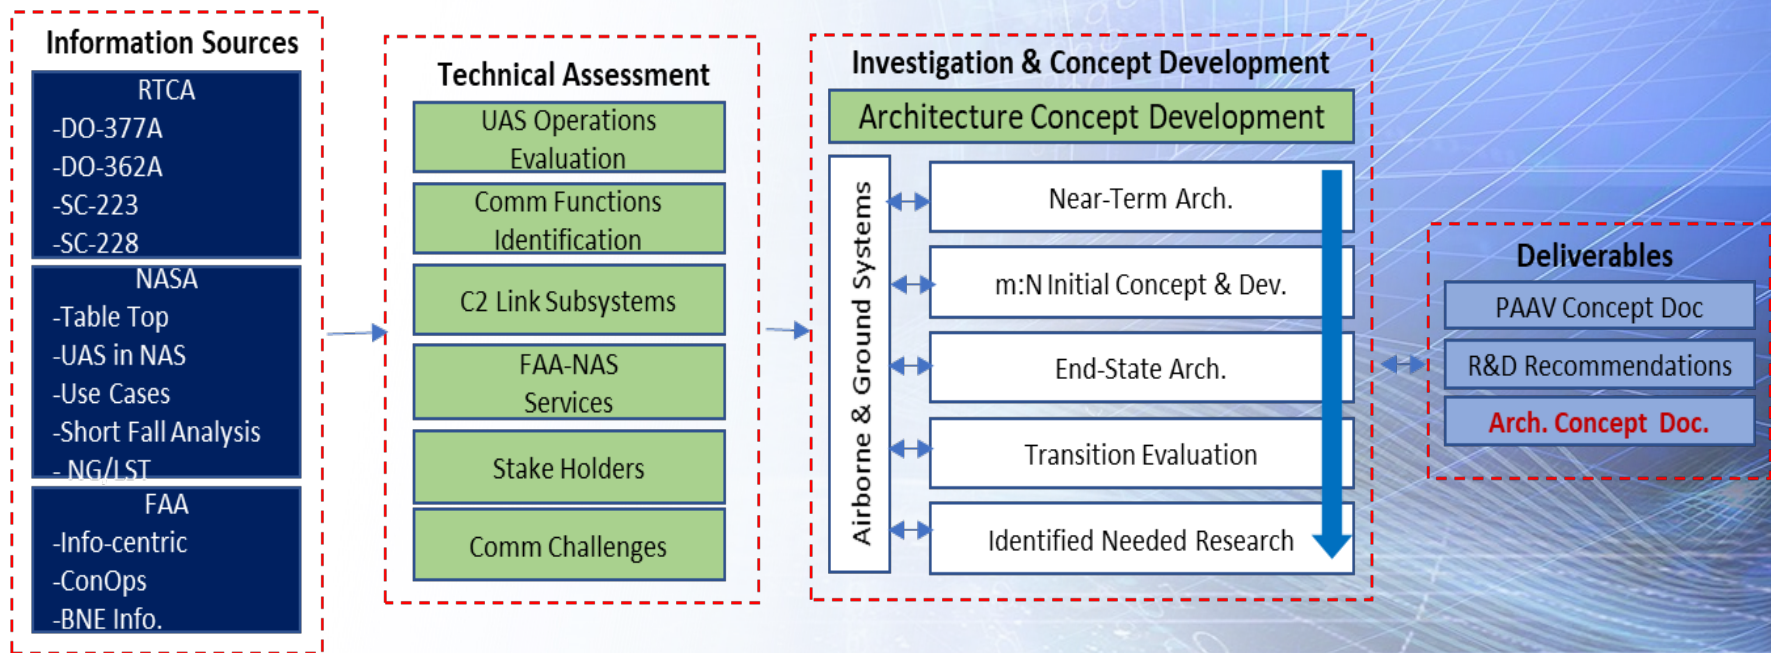 Information Sources
RTCA
-DO-377A
-DO-362A
-SC-223
-SC-228
NASA
-Table Top
-UAS in NAS
-Use Cases
-Short Fall Analysis
- NG/LST
FAA
-Info-centric
-ConOps
-BNE Info.
Technical Assessment
UAS Operations
Evaluation
Comm Functions
Identification
C2 Link Subsystems
FAA-NAS
Services
Stake Holders
Comm Challenges
Investigation & Concept Development
Architecture Concept Development
Airborne & Ground Systems
Near-Term Arch.
m:N Initial Concept & Dev.
End-State Arch.
Transition Evaluation
Identified Needed Research
Deliverables
PAAV Concept Doc
R&D Recommendations
Arch. Concept Doc.